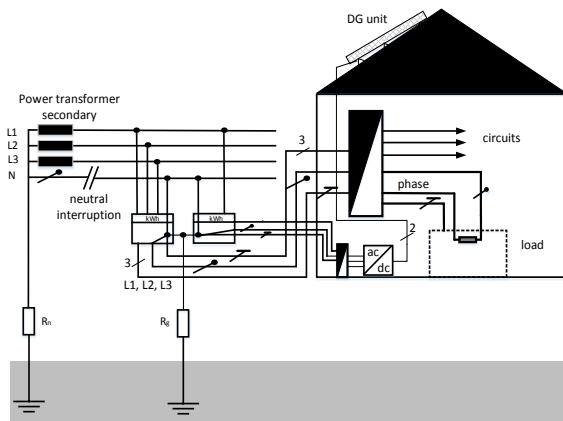 DG unit
Power transformer
secondary
L1
L2
L3
N
neutral
interruption
3
circuits
phase
kWh
kWh
load
2
ac
dc
3
L1, L2, L3
Rn
Rg